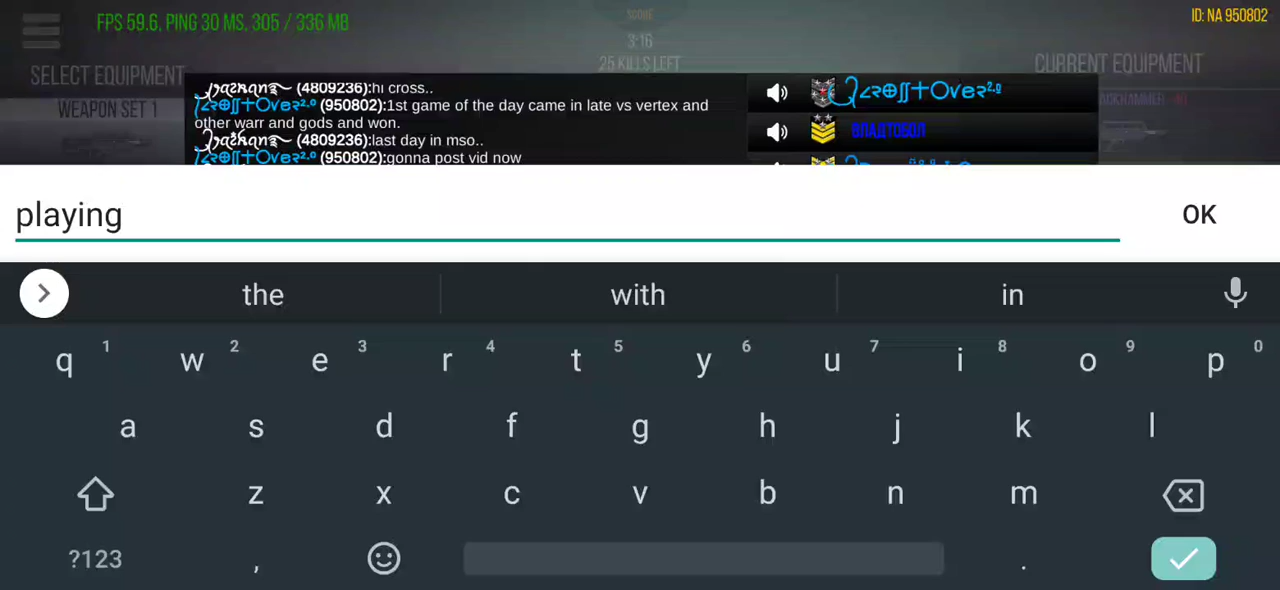 FPS 59.6, PING 30 MS, 305 / 336 MB
ID: NA 950802
3:16
25 KILLS LEFT
SELECT EQUIPMENT
CURRENT EQUIPMENT
WEAPON SET 1
(4809236):hi cross..
(950802):1st game of the day came in late vs vertex and
other warr and gods and won.
(4809236):last day in mso..
(950802):gonna post vid now
ВЛАДТОБОЛ
playing
OK
the with in
q 1 w 2 e 3 r 4 t 5 y 6 u 7 i 8 o 9 p 0
a s d f g h j k l
z x c v b n m
?123 , .